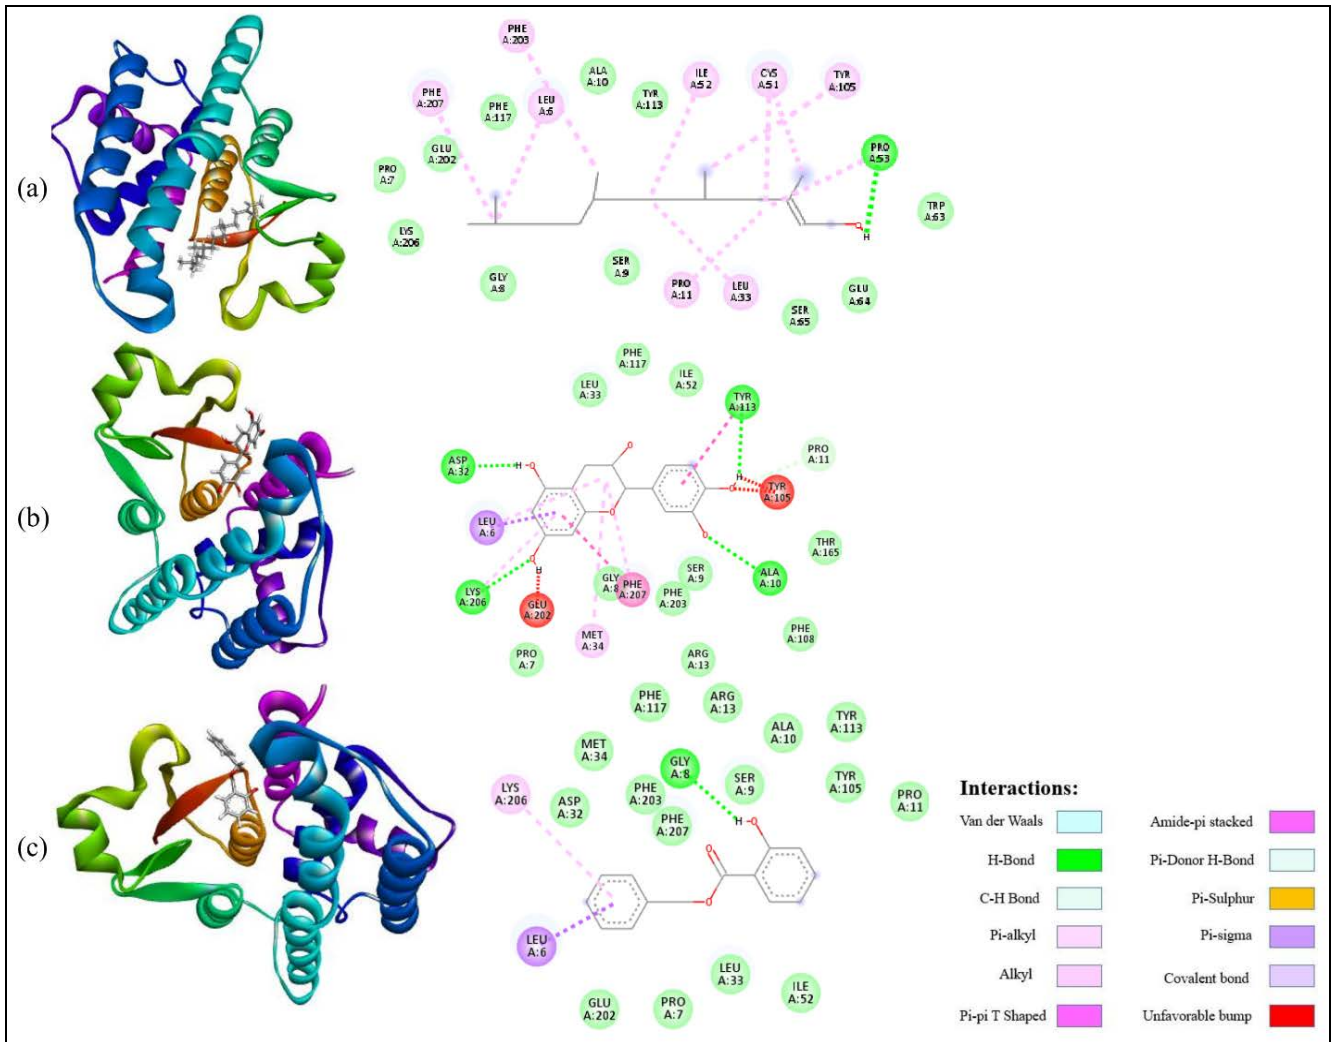 (a)
PHE
A:203
PHE
A:207
PHE
A:117
LEU
A:6
ALA
A:10
TYR
A:113
ILE
A:52
CYS
A:51
TYR
A:105
PRO
A:53
GLU
A:202
PRO
A:7
LYS
A:206
GLY
A:8
SER
A:9
PRO
A:11
LEU
A:33
SER
A:65
GLU
A:64
TRP
A:63
O
H
(b)
PHE
A:117
LEU
A:33
ILE
A:52
TYR
A:113
ASP
A:32
H
O
O
PRO
A:11
H
O
TYR
A:105
LEU
A:6
O
O
THR
A:165
O
H
LYS
A:206
GLU
A:202
GLY
A:8
PHE
A:207
SER
A:9
PHE
A:203
ALA
A:10
MET
A:34
PHE
A:108
PRO
A:7
ARG
A:13
(c)
PHE
A:117
ARG
A:13
ALA
A:10
TYR
A:113
MET
A:34
GLY
A:8
SER
A:9
TYR
A:105
PRO
A:11
LYS
A:206
ASP
A:32
PHE
A:203
PHE
A:207
H
O
O
O
LEU
A:6
LEU
A:33
ILE
A:52
GLU
A:202
PRO
A:7
Interactions:
Van der Waals
H-Bond
C-H Bond
Pi-alkyl
Alkyl
Pi-pi T Shaped
Amide-pi stacked
Pi-Donor H-Bond
Pi-Sulphur
Pi-sigma
Covalent bond
Unfavorable bump